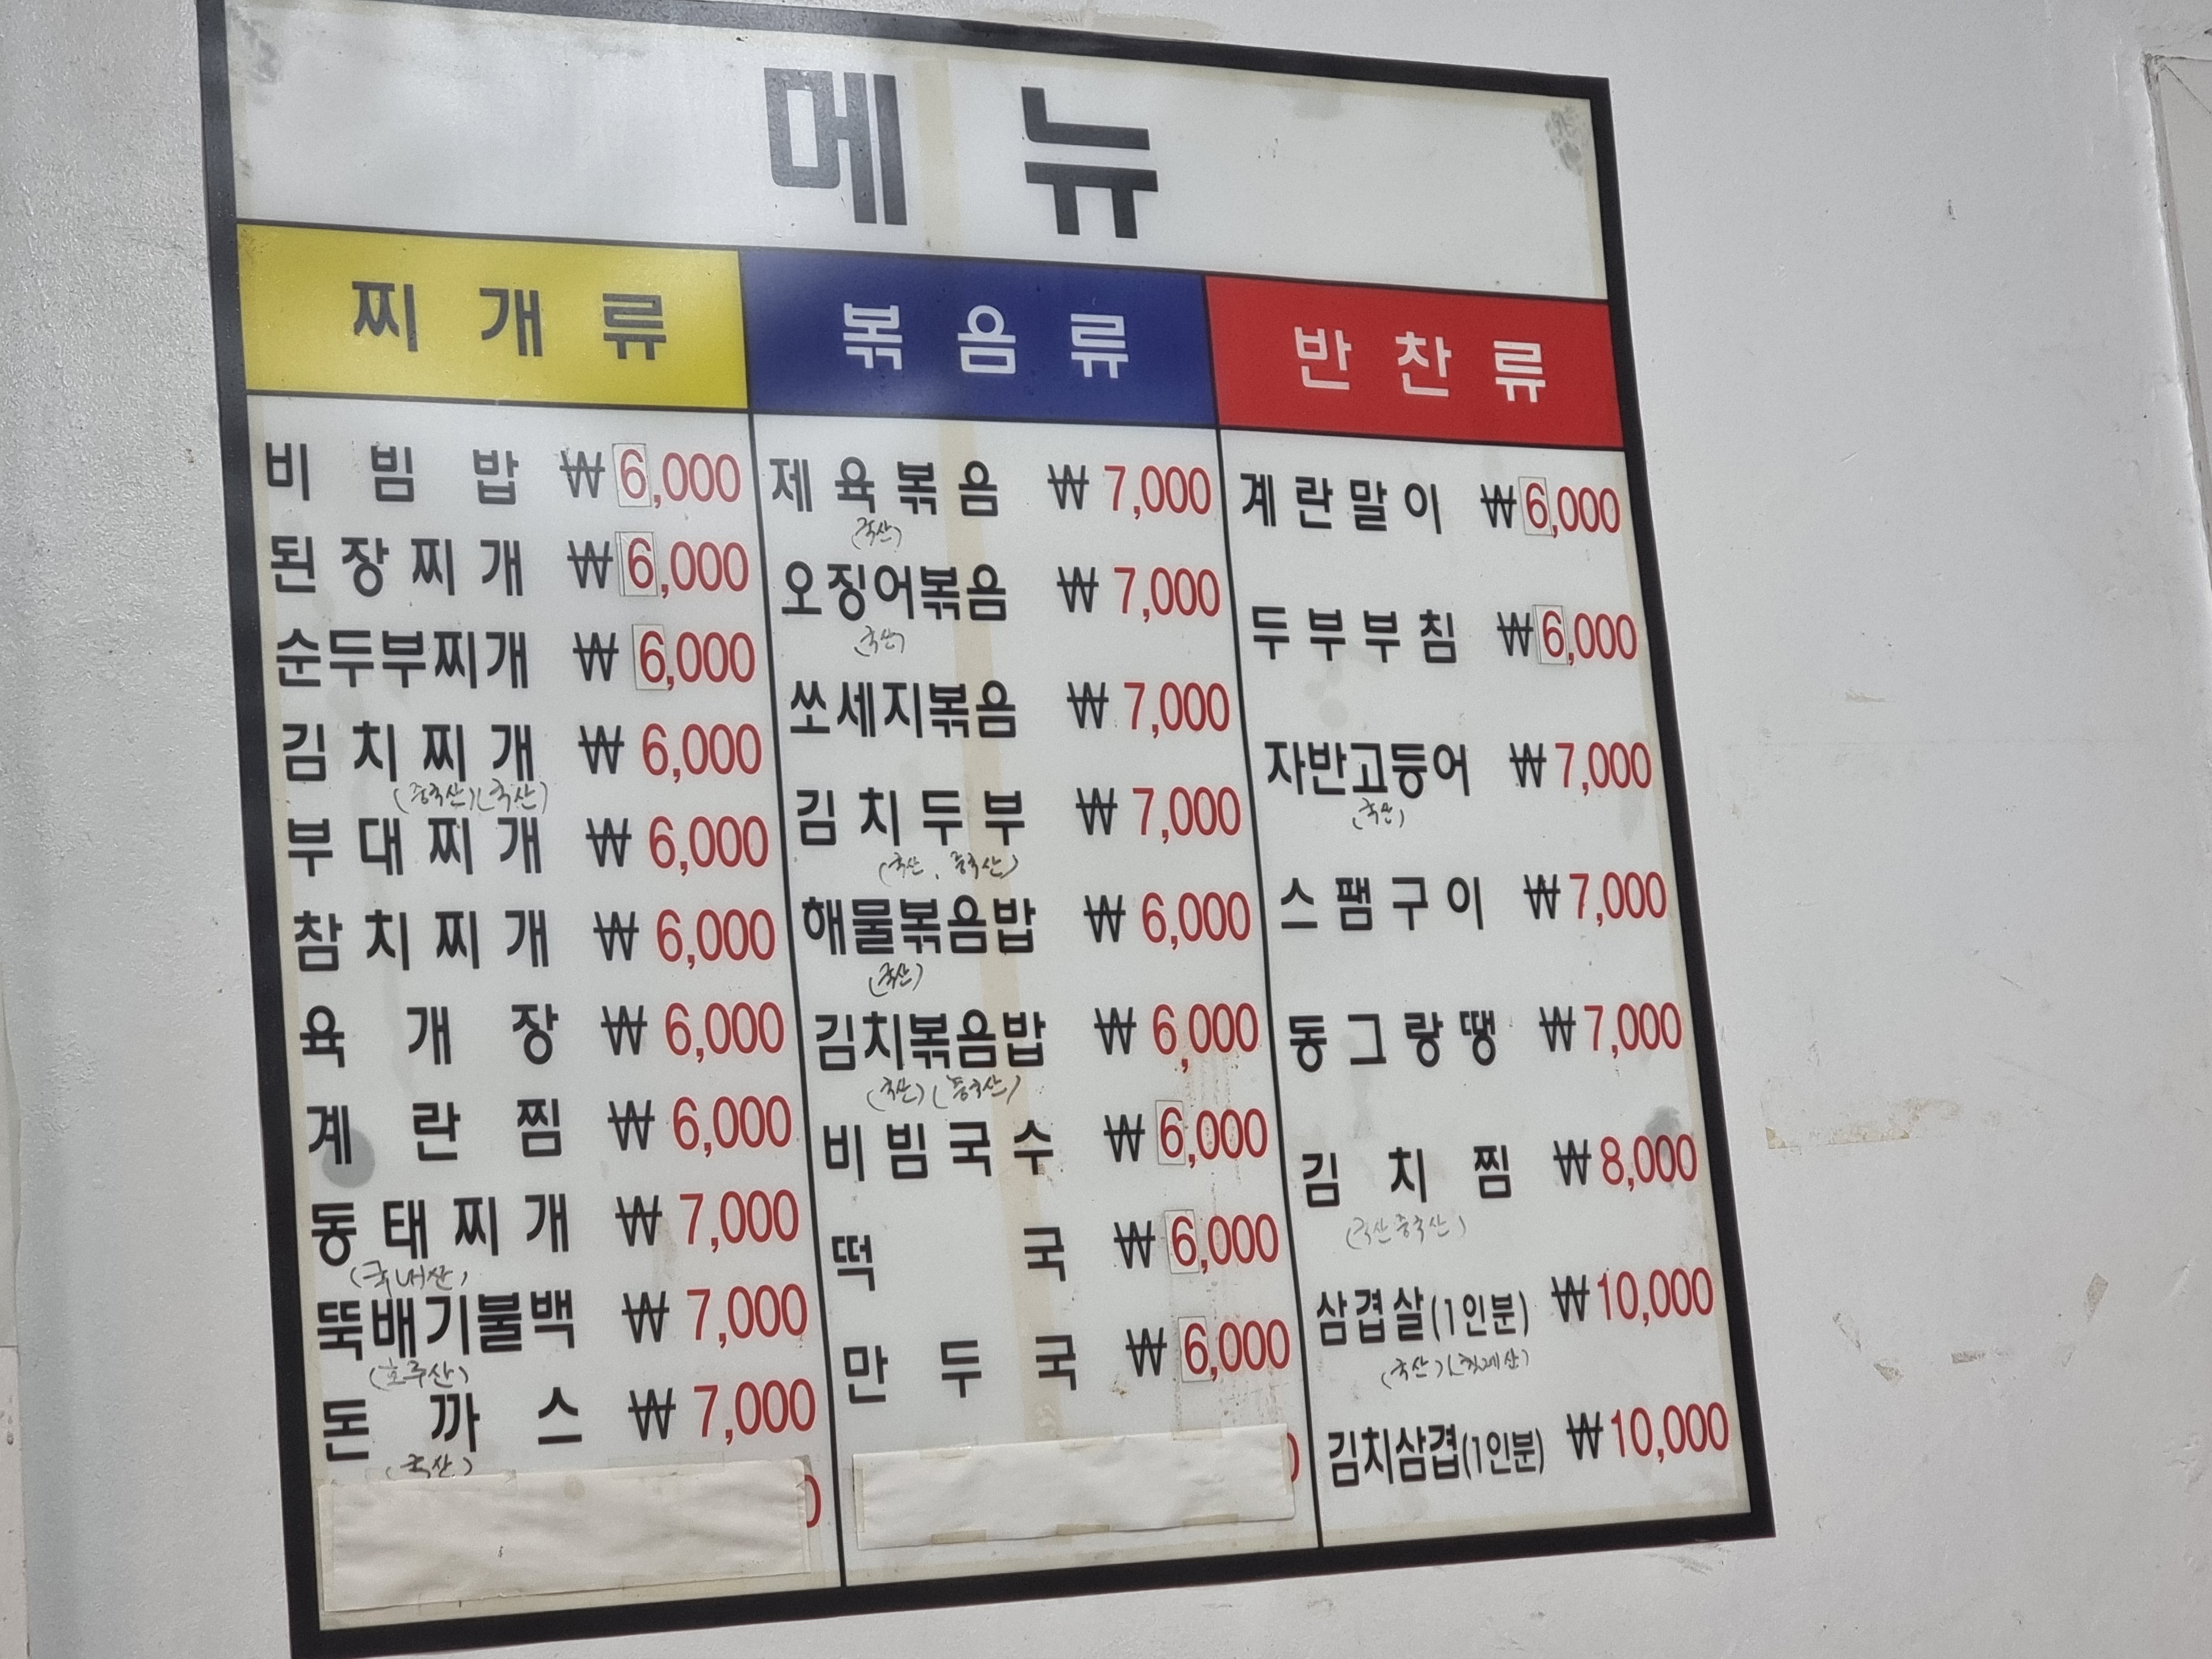 메뉴
찌개류
비빔밥 ₩6,000
된장찌개 ₩6,000
순두부찌개 ₩6,000
김치찌개 ₩6,000
(중국산)(국산)
부대찌개 ₩6,000
참치찌개 ₩6,000
육개장 ₩6,000
계란찜 ₩6,000
동태찌개 ₩7,000
(국내산)
뚝배기불백 ₩7,000
(호주산)
돈까스 ₩7,000
(국산)
볶음류
제육볶음 ₩7,000
(국산)
오징어볶음 ₩7,000
(국산)
쏘세지볶음 ₩7,000
김치두부 ₩7,000
(국산, 중국산)
해물볶음밥 ₩6,000
(국산)
김치볶음밥 ₩6,000
(국산)(중국산)
비빔국수 ₩6,000
떡국 ₩6,000
만두국 ₩6,000
반찬류
계란말이 ₩6,000
두부부침 ₩6,000
자반고등어 ₩7,000
(국산)
스팸구이 ₩7,000
동그랑땡 ₩7,000
김치찜 ₩8,000
(국산중국산)
삼겹살(1인분) ₩10,000
(국산)
김치삼겹(1인분) ₩10,000